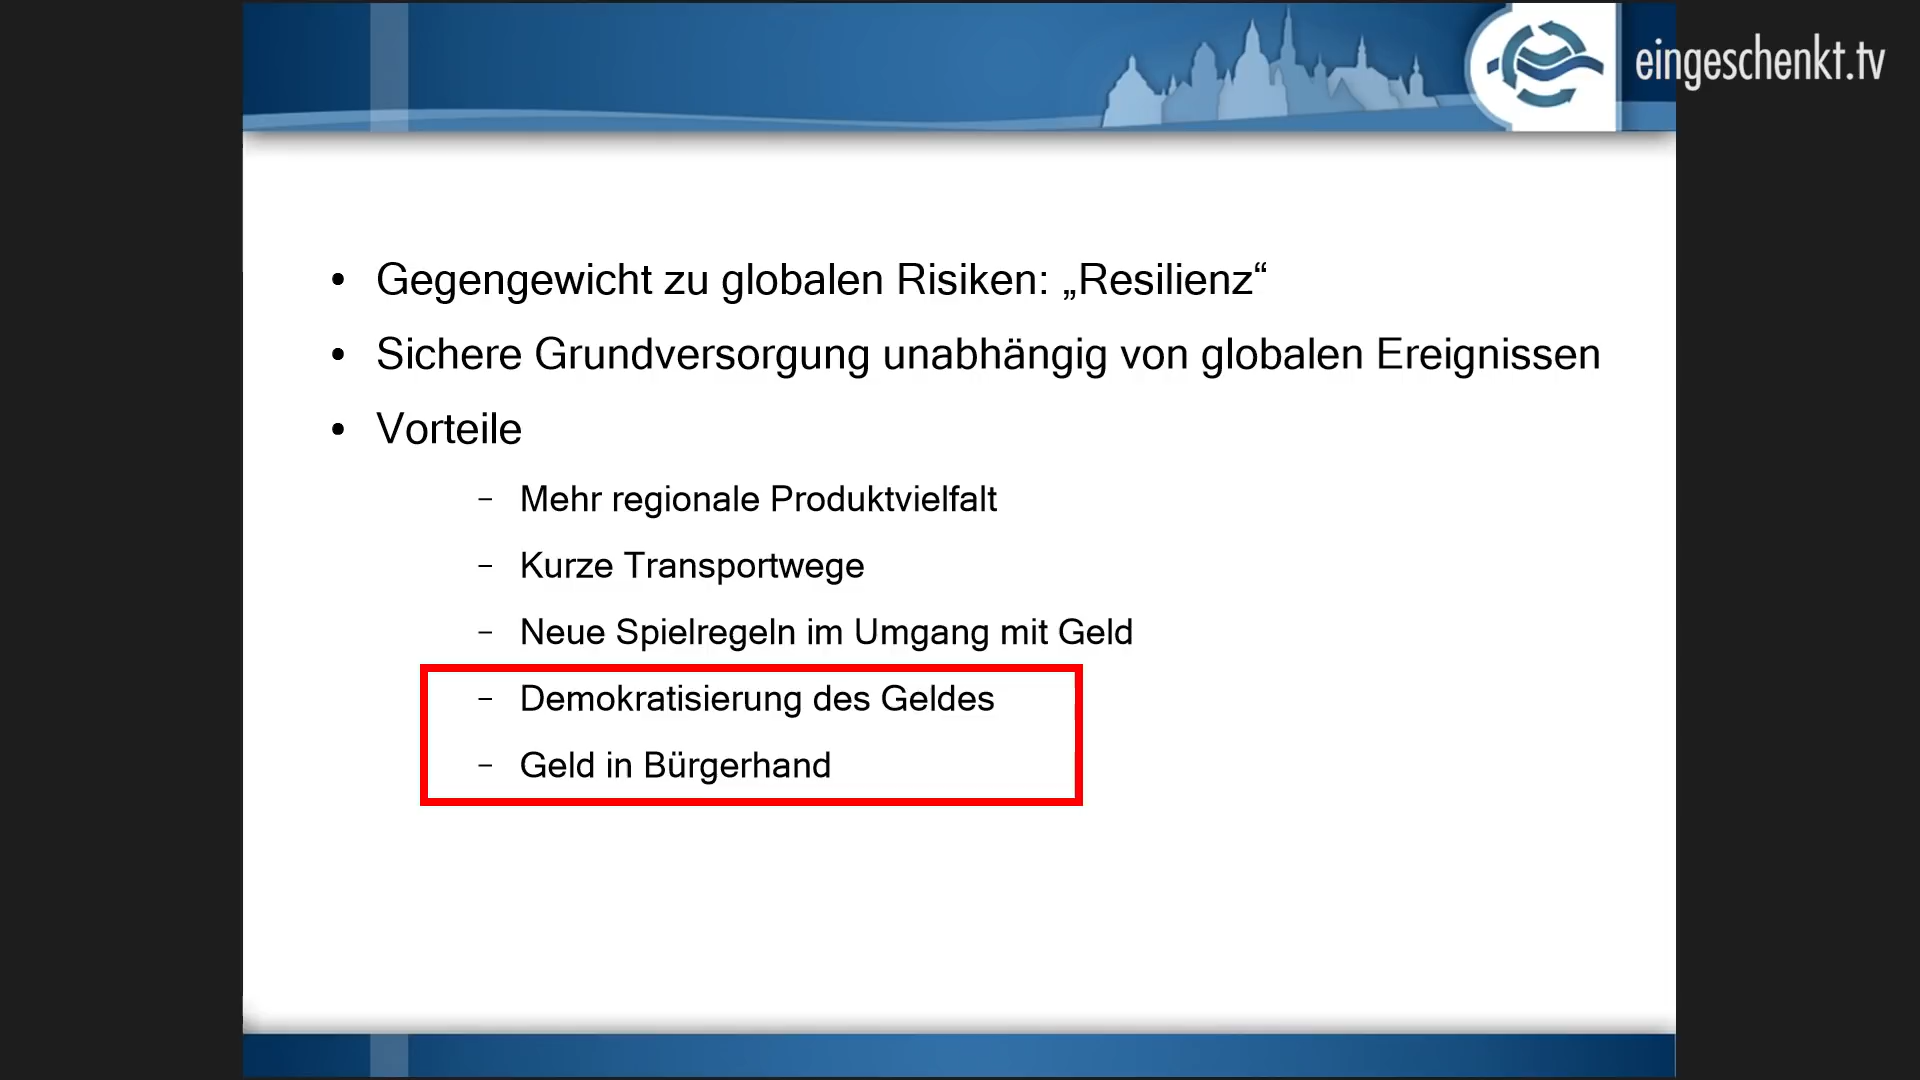 eingeschenkt.tv
• Gegengewicht zu globalen Risiken: „Resilienz“
• Sichere Grundversorgung unabhängig von globalen Ereignissen
• Vorteile
– Mehr regionale Produktvielfalt
– Kurze Transportwege
– Neue Spielregeln im Umgang mit Geld
– Demokratisierung des Geldes
– Geld in Bürgerhand